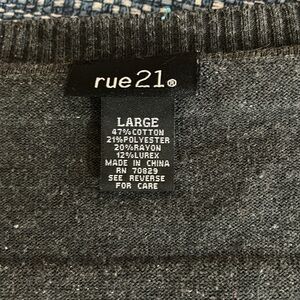 rue21®
LARGE
47%COTTON
21%POLYESTER
20%RAYON
12%LUREX
MADE IN CHINA
RN 70829
SEE REVERSE
FOR CARE